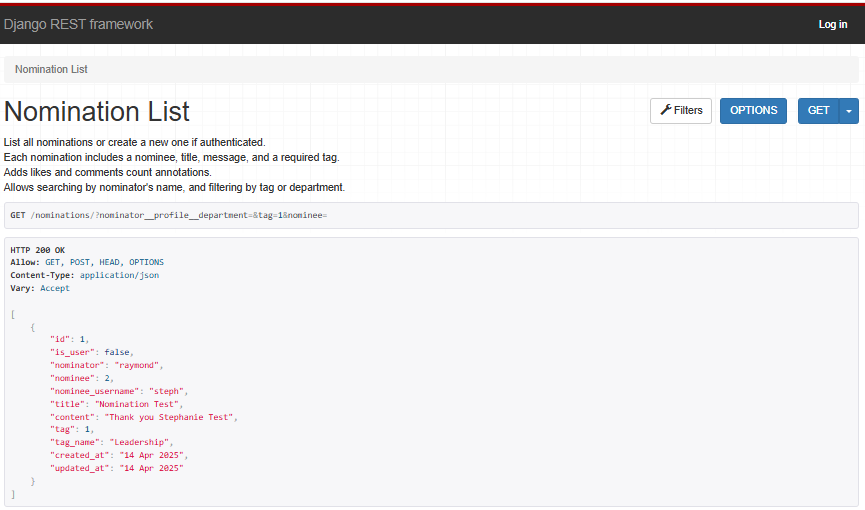 Django REST framework
Log in
Nomination List
Nomination List
Filters
OPTIONS
GET
List all nominations or create a new one if authenticated.
Each nomination includes a nominee, title, message, and a required tag.
Adds likes and comments count annotations.
Allows searching by nominator's name, and filtering by tag or department.
GET /nominations/?nominator__profile__department=&tag=1&nominee=
HTTP 200 OK
Allow: GET, POST, HEAD, OPTIONS
Content-Type: application/json
Vary: Accept
[
{
"id": 1,
"is_user": false,
"nominator": "raymond",
"nominee": 2,
"nominee_username": "steph",
"title": "Nomination Test",
"content": "Thank you Stephanie Test",
"tag": 1,
"tag_name": "Leadership",
"created_at": "14 Apr 2025",
"updated_at": "14 Apr 2025"
}
]